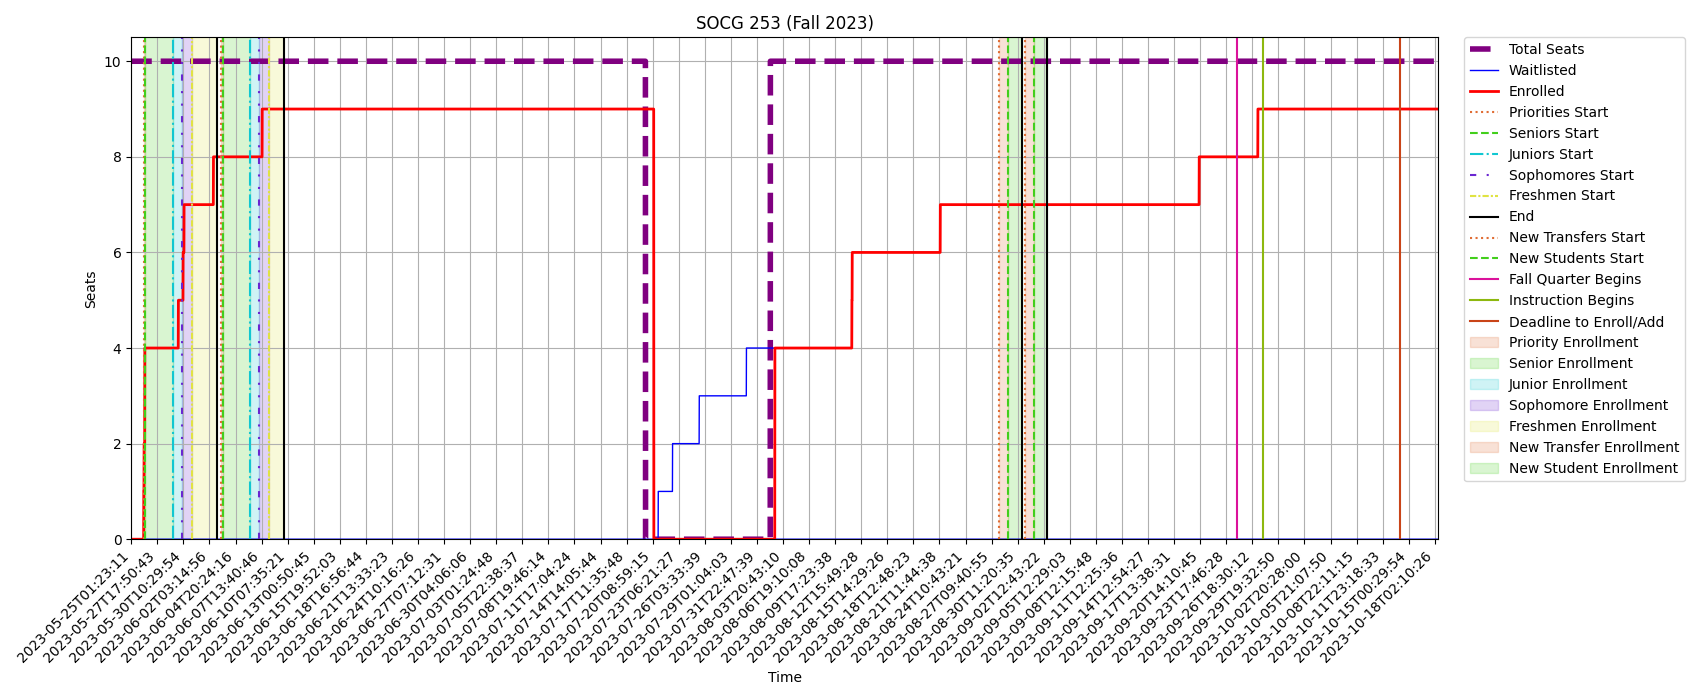 SOCG 253 (Fall 2023)
Seats
10
8
6
4
2
0
2023-05-25T01:23:11
2023-05-27T17:50:43
2023-05-30T10:29:54
2023-06-02T03:14:56
2023-06-04T20:24:16
2023-06-07T13:40:46
2023-06-10T07:35:21
2023-06-13T00:50:45
2023-06-15T19:52:03
2023-06-18T16:56:44
2023-06-21T13:33:23
2023-06-24T10:16:26
2023-06-27T07:12:31
2023-06-30T04:06:06
2023-07-03T01:24:48
2023-07-05T22:38:37
2023-07-08T19:46:14
2023-07-11T17:04:24
2023-07-14T14:05:44
2023-07-17T11:35:48
2023-07-20T08:59:15
2023-07-23T06:21:27
2023-07-26T03:33:39
2023-07-29T01:04:03
2023-07-31T22:47:39
2023-08-03T20:43:10
2023-08-06T19:10:08
2023-08-09T17:23:38
2023-08-12T15:49:28
2023-08-15T14:29:26
2023-08-18T12:48:23
2023-08-21T11:44:38
2023-08-24T10:43:21
2023-08-27T09:40:55
2023-08-30T11:20:35
2023-09-02T12:43:22
2023-09-05T12:29:03
2023-09-08T12:15:48
2023-09-11T12:25:36
2023-09-14T12:54:27
2023-09-17T13:38:31
2023-09-20T14:10:45
2023-09-23T17:46:28
2023-09-26T18:30:12
2023-09-29T19:32:50
2023-10-02T20:28:00
2023-10-05T21:07:50
2023-10-08T22:11:15
2023-10-11T23:18:33
2023-10-15T00:29:54
2023-10-18T02:10:26
Time
Total Seats
Waitlisted
Enrolled
Priorities Start
Seniors Start
Juniors Start
Sophomores Start
Freshmen Start
End
New Transfers Start
New Students Start
Fall Quarter Begins
Instruction Begins
Deadline to Enroll/Add
Priority Enrollment
Senior Enrollment
Junior Enrollment
Sophomore Enrollment
Freshmen Enrollment
New Transfer Enrollment
New Student Enrollment